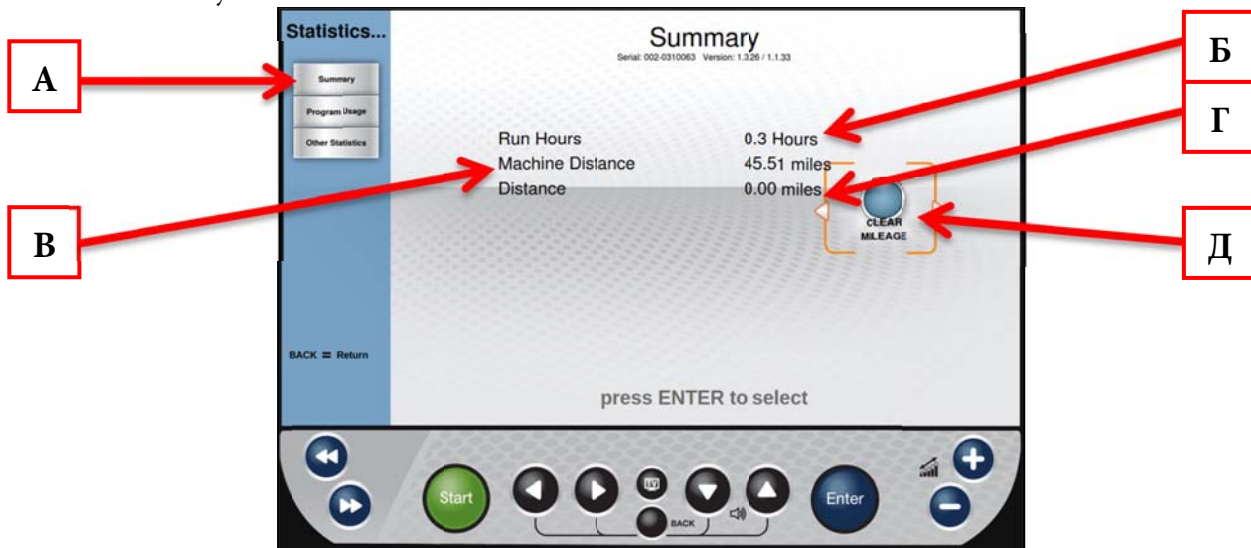 Statistics...
Summary
Serial: 002-0310063 Version: 1.326 / 1.1.33
А
Summary
Program Usage
Other Statistics
Б
Г
Run Hours 0.3 Hours
Machine Distance 45.51 miles
Distance 0.00 miles
CLEAR
MILEAGE
В
Д
BACK = Return
press ENTER to select
Start
BACK
Enter